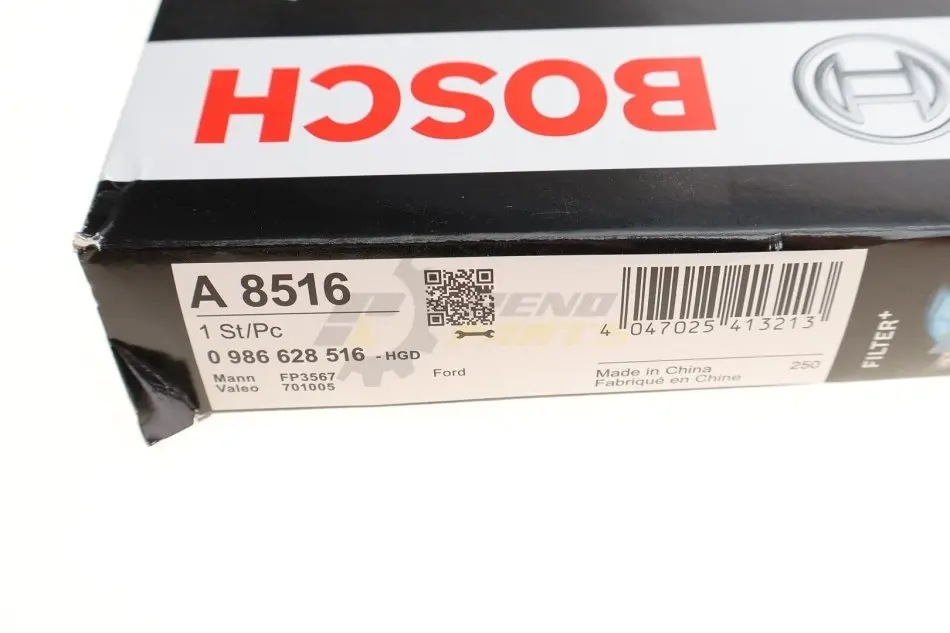 BOSCH
A 8516
1 St/Pc
0 986 628 516 -HGD
Mann FP3567
Valeo 701005
Ford
4 047025 413213
Made in China
Fabriqué en Chine
250
FILTER+